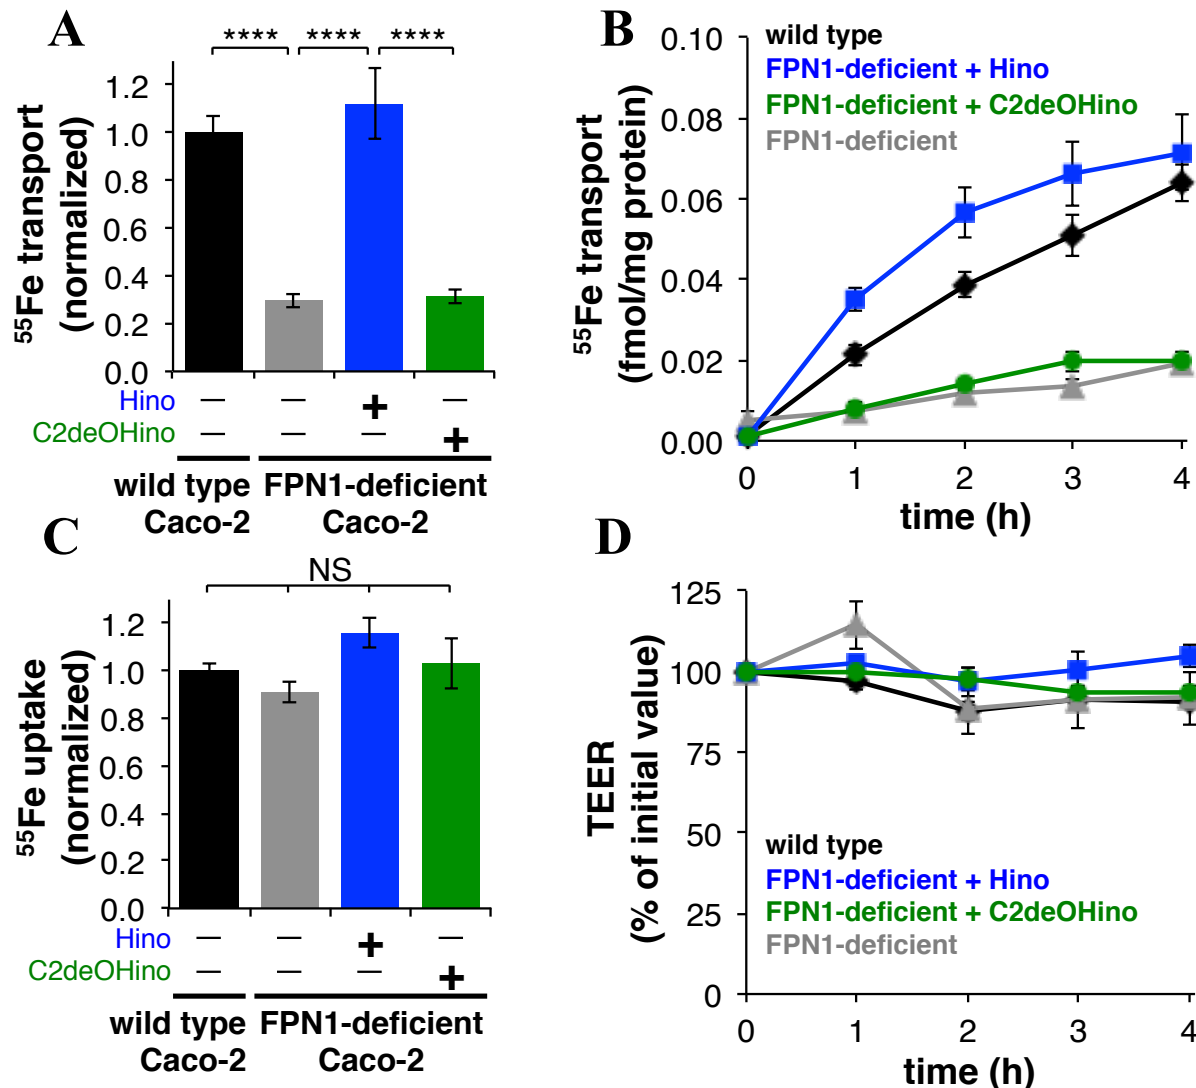 A
**** **** ****
⁵⁵Fe transport
(normalized)
1.2
1.0
0.8
0.6
0.4
0.2
0.0
Hino — — + —
C2deOHino — — — +
wild type FPN1-deficient
Caco-2 Caco-2
B
⁵⁵Fe transport
(fmol/mg protein)
0.10
0.08
0.06
0.04
0.02
0.00
wild type
FPN1-deficient + Hino
FPN1-deficient + C2deOHino
FPN1-deficient
0 1 2 3 4
time (h)
C
NS
⁵⁵Fe uptake
(normalized)
1.2
1.0
0.8
0.6
0.4
0.2
0.0
Hino — — + —
C2deOHino — — — +
wild type FPN1-deficient
Caco-2 Caco-2
D
TEER
(% of initial value)
125
100
75
50
25
0
wild type
FPN1-deficient + Hino
FPN1-deficient + C2deOHino
FPN1-deficient
0 1 2 3 4
time (h)